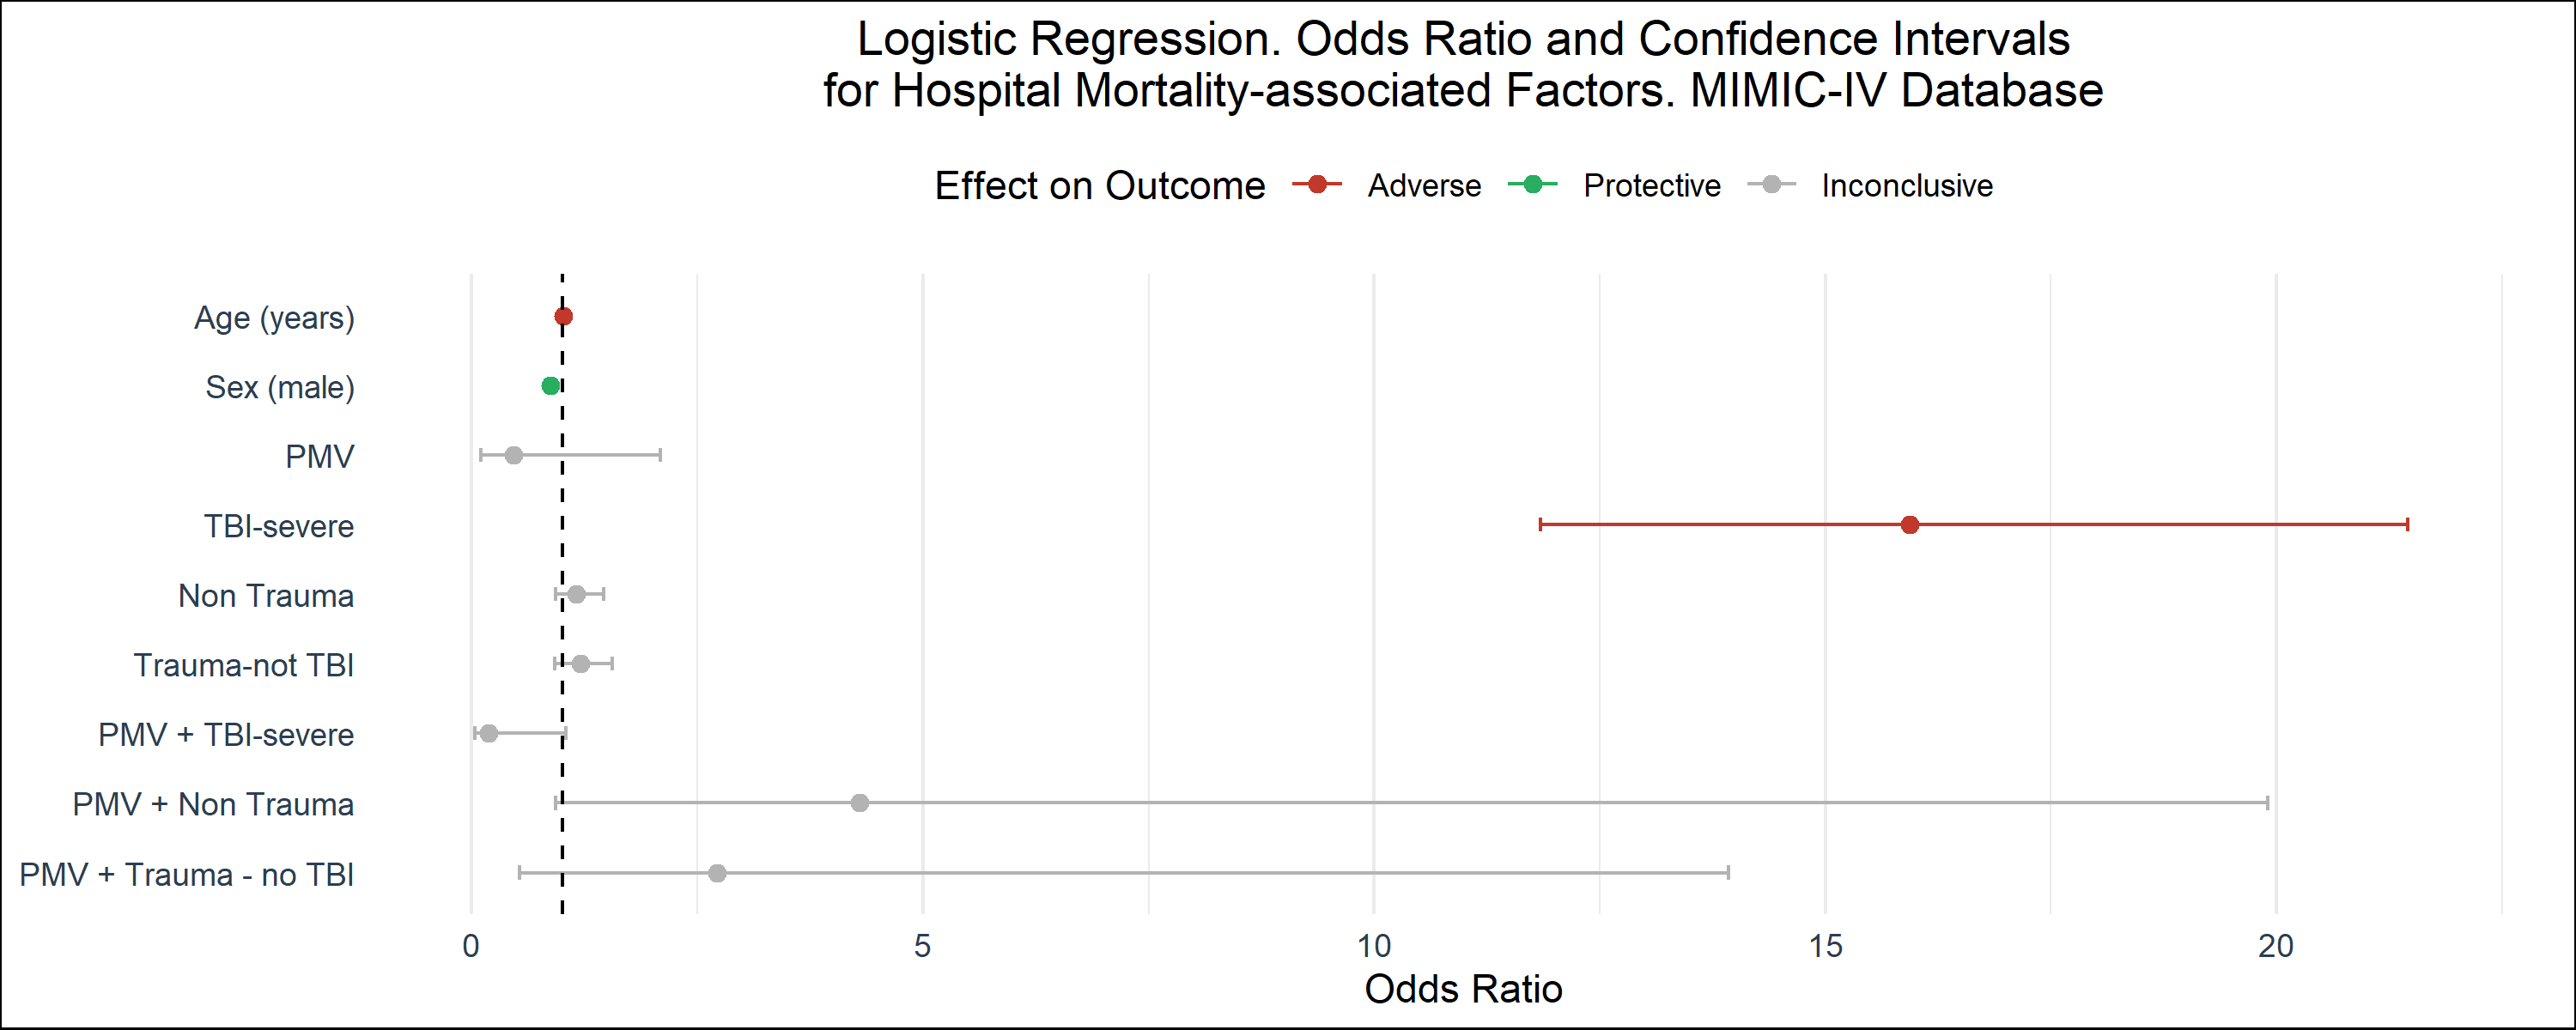 Logistic Regression. Odds Ratio and Confidence Intervals
for Hospital Mortality-associated Factors. MIMIC-IV Database
Effect on Outcome Adverse Protective Inconclusive
Age (years)
Sex (male)
PMV
TBI-severe
Non Trauma
Trauma-not TBI
PMV + TBI-severe
PMV + Non Trauma
PMV + Trauma - no TBI
0 5 10 15 20
Odds Ratio